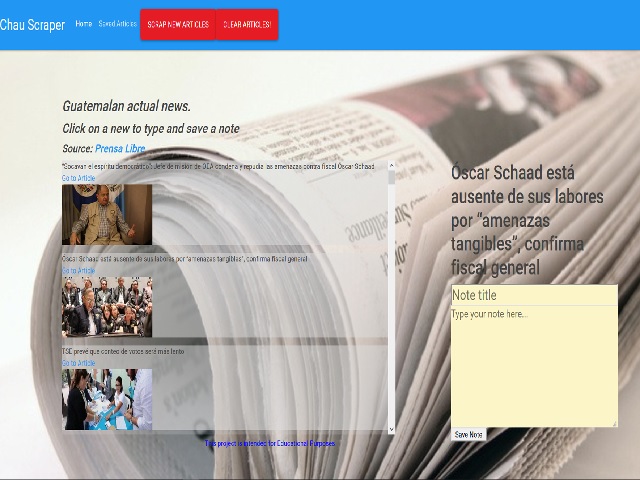 Chau Scraper
Home
Saved Articles
SCRAP NEW ARTICLES
CLEAR ARTICLES!
Guatemalan actual news.
Click on a new to type and save a note
Source: Prensa Libre
"Socavan el espíritu democrático": Jefe de misión de OEA condena y repudia las amenazas contra fiscal Óscar Schaad
Go to Article
Óscar Schaad está ausente de sus labores por "amenazas tangibles", confirma fiscal general
Go to Article
TSE prevé que conteo de votos será más lento
Go to Article
This project is intended for Educational Purposes
Óscar Schaad está
ausente de sus labores
por "amenazas
tangibles", confirma
fiscal general
Note title
Type your note here...
Save Note